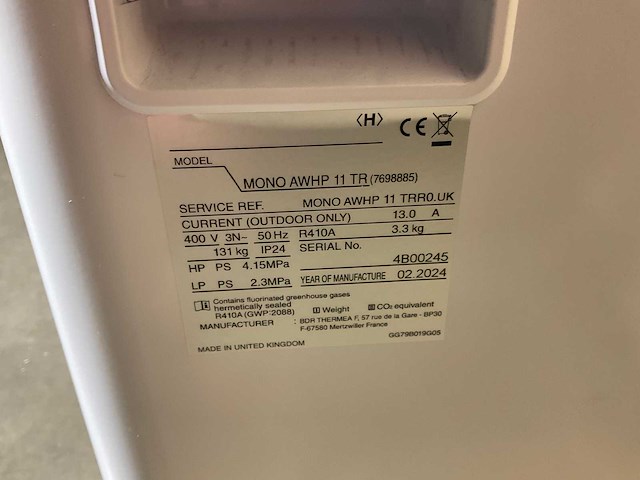 ⟨H⟩ CE
MODEL
MONO AWHP 11 TR (7698885)
SERVICE REF. MONO AWHP 11 TRR0.UK
CURRENT (OUTDOOR ONLY) 13.0 A
400 V 3N~ 50 Hz R410A 3.3 kg
131 kg IP24 SERIAL No.
4B00245
HP PS 4.15MPa
LP PS 2.3MPa YEAR OF MANUFACTURE 02.2024
Contains fluorinated greenhouse gases
hermetically sealed
R410A (GWP:2088) Weight CO₂ equivalent
MANUFACTURER : BDR THERMEA F, 57 rue de la Gare - BP30
F-67580 Mertzwiller France
GG79B019G05
MADE IN UNITED KINGDOM